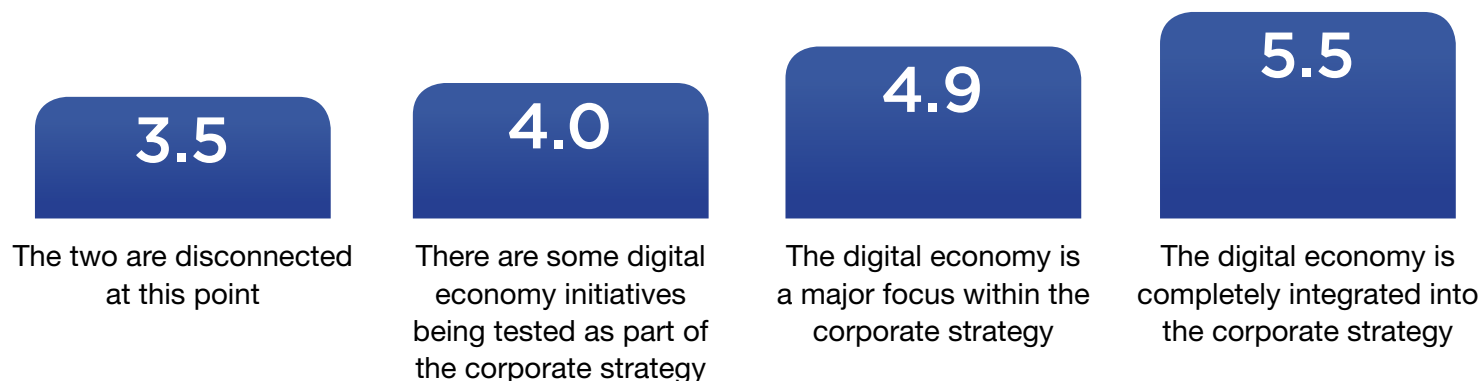 3.5
The two are disconnected
at this point
4.0
There are some digital
economy initiatives
being tested as part of
the corporate strategy
4.9
The digital economy is
a major focus within the
corporate strategy
5.5
The digital economy is
completely integrated into
the corporate strategy